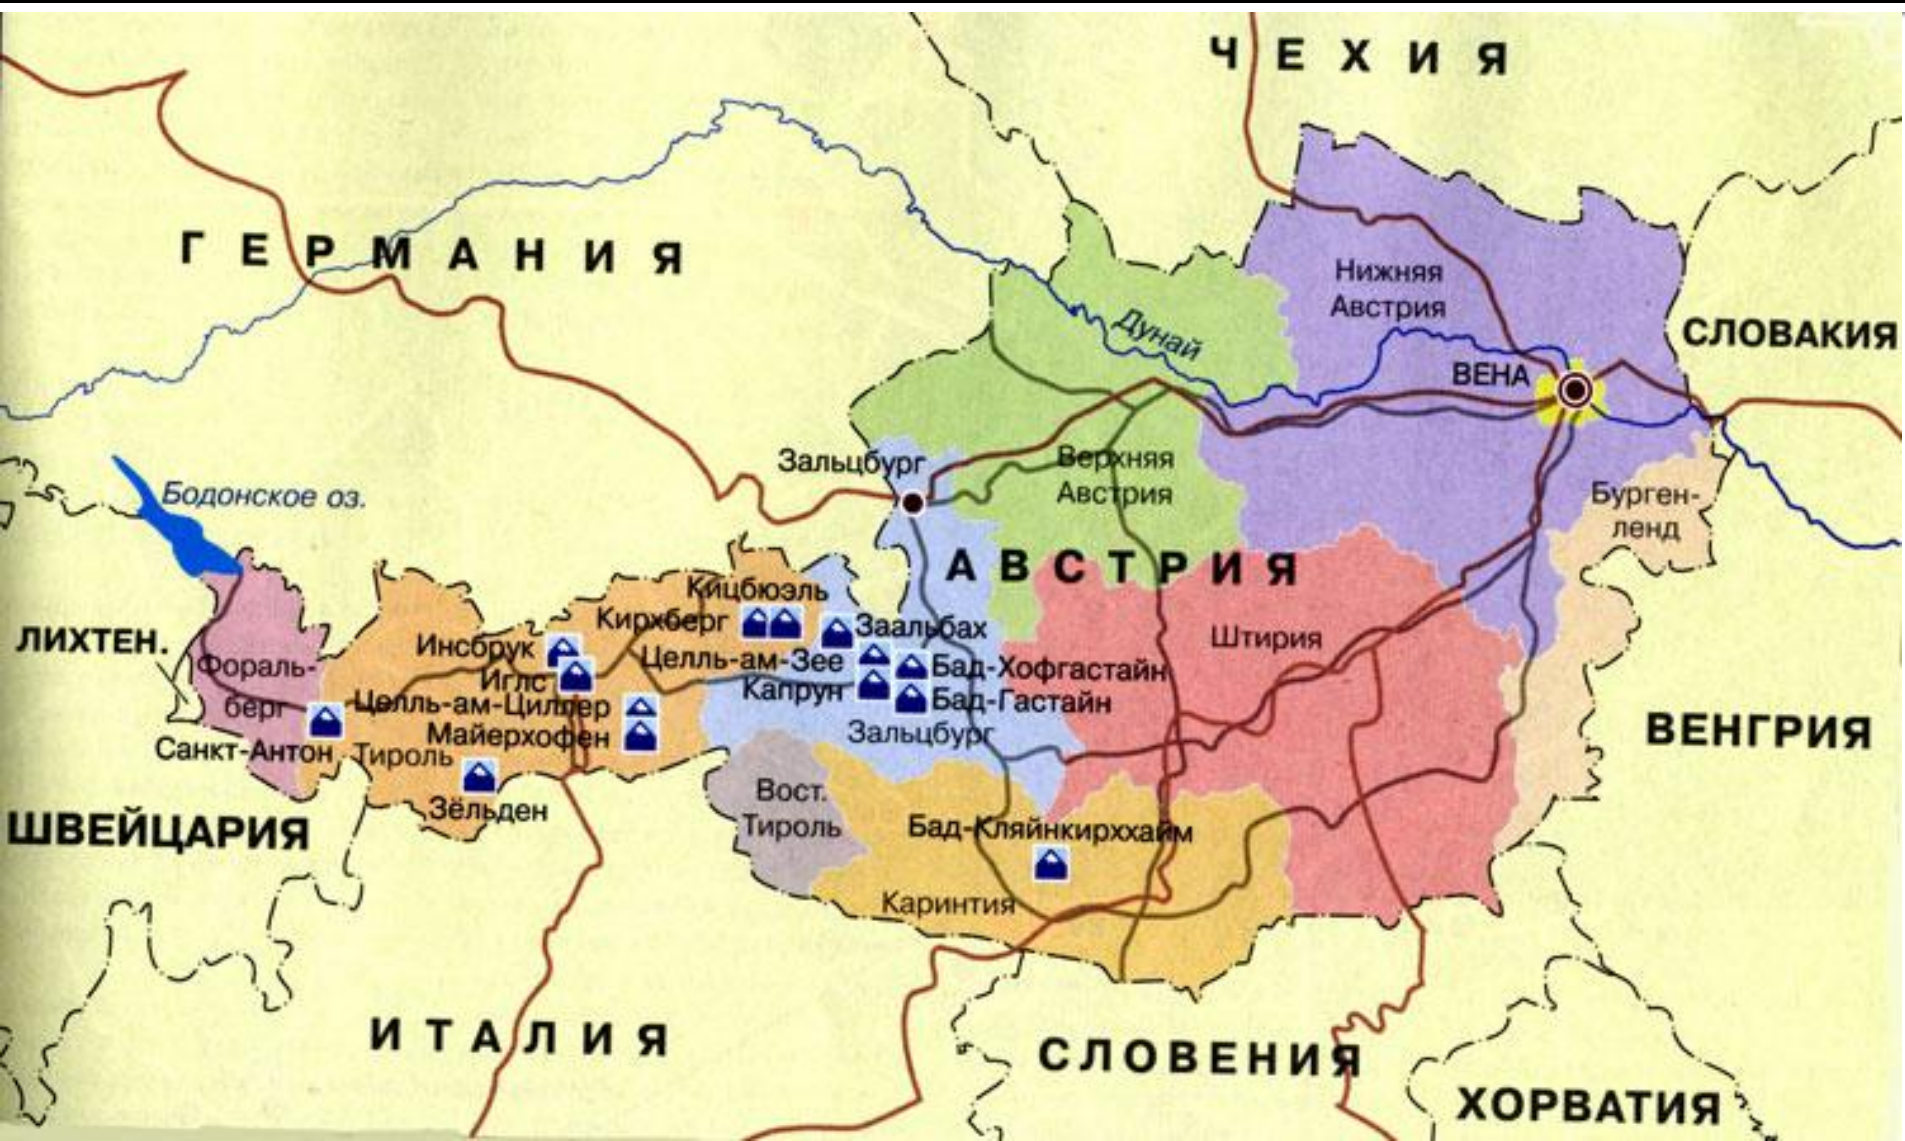 ЧЕХИЯ
ГЕРМАНИЯ
Нижняя
Австрия
Дунай
СЛОВАКИЯ
ВЕНА
Зальцбург
Верхняя
Австрия
Бодонское оз.
Бурген-
ленд
АВСТРИЯ
Кицбюэль
Кирхберг
Заальбах
ЛИХТЕН.
Инсбрук
Штирия
Фораль-
берг
Целль-ам-Зее
Бад-Хофгастайн
Иглс
Капрун
Бад-Гастайн
Целль-ам-Циллер
Майерхофен
Зальцбург
ВЕНГРИЯ
Санкт-Антон
Тироль
Вост.
Тироль
Зёльден
ШВЕЙЦАРИЯ
Бад-Кляйнкирххайм
Каринтия
ИТАЛИЯ
СЛОВЕНИЯ
ХОРВАТИЯ